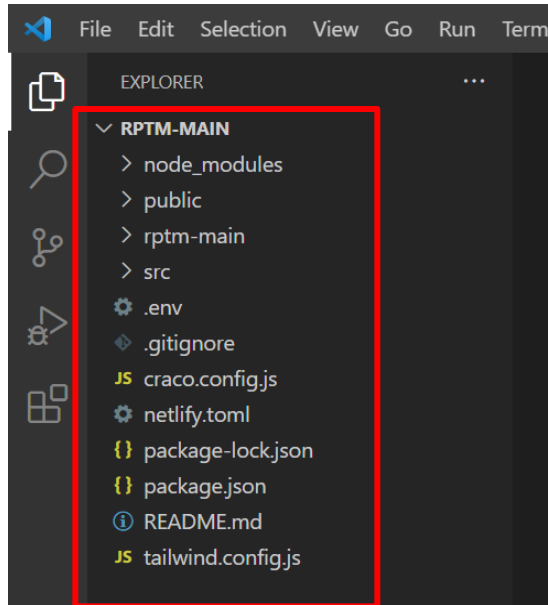 File Edit Selection View Go Run Term
EXPLORER ...
RPTM-MAIN
node_modules
public
rptm-main
src
.env
.gitignore
JS craco.config.js
netlify.toml
{} package-lock.json
{} package.json
README.md
JS tailwind.config.js